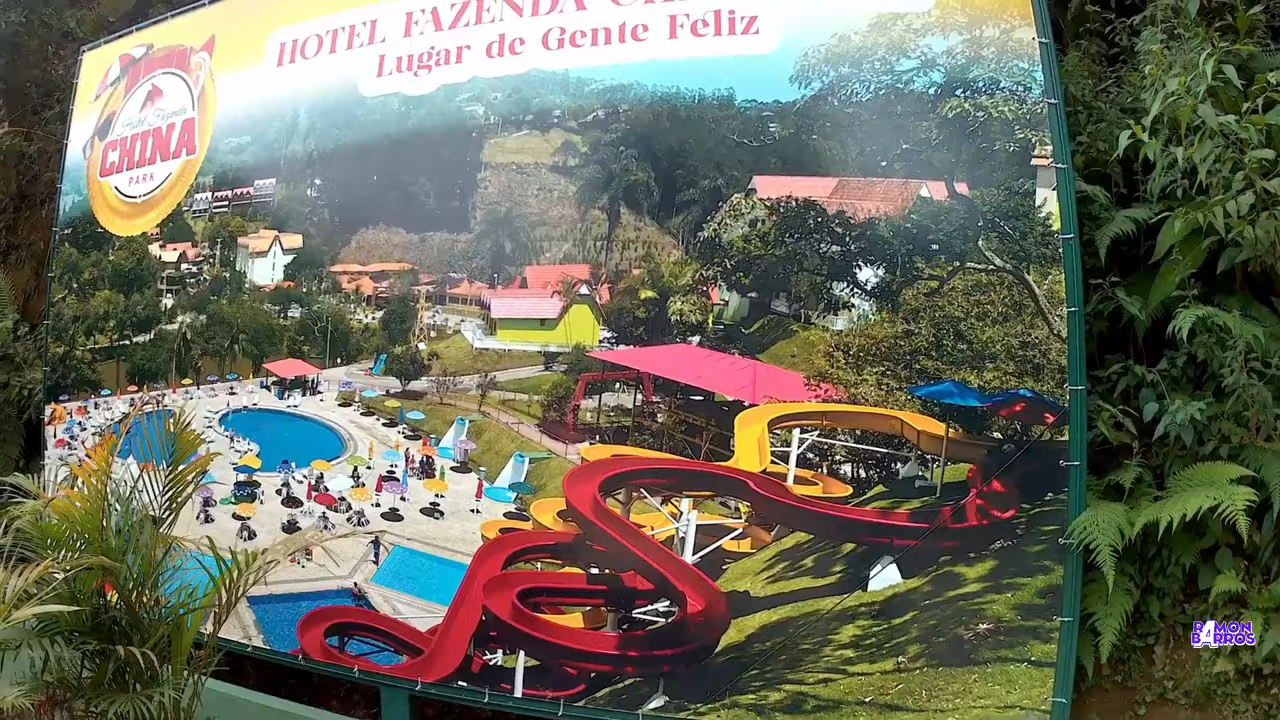 HOTEL FAZENDA
Lugar de Gente Feliz
Hotel Fazenda
CHINA
PARK
RAMON
BARROS